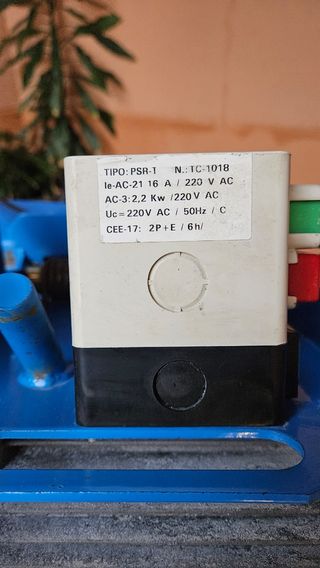 TIPO: PSR-1 N.: TC-1018
Ie-AC-21 16 A / 220 V AC
AC-3: 2,2 Kw /220 V AC
Uc = 220V AC / 50Hz / C
CEE-17: 2P+E / 6h/